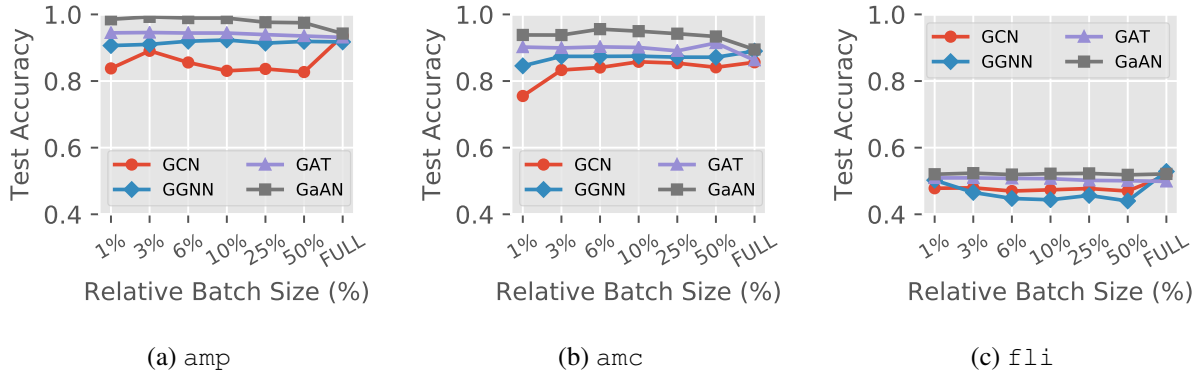 Test Accuracy
1.0
0.8
0.6
0.4
GCN
GGNN
GAT
GaAN
1%
3%
6%
10%
25%
50%
FULL
Relative Batch Size (%)
(a) amp
Test Accuracy
1.0
0.8
0.6
0.4
GCN
GGNN
GAT
GaAN
1%
3%
6%
10%
25%
50%
FULL
Relative Batch Size (%)
(b) amc
Test Accuracy
1.0
0.8
0.6
0.4
GCN
GGNN
GAT
GaAN
1%
3%
6%
10%
25%
50%
FULL
Relative Batch Size (%)
(c) fli